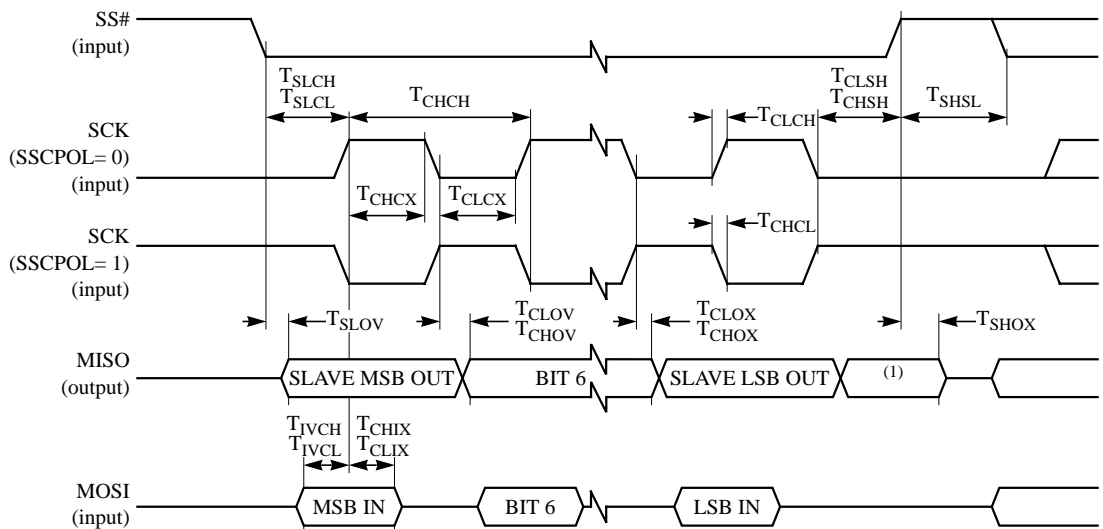 SS#
(input)
T_SLCH
T_SLCL
T_CHCH
T_CLSH
T_CHSH
T_SHSL
T_CLCH
SCK
(SSCPOL= 0)
(input)
T_CHCX
T_CLCX
T_CHCL
SCK
(SSCPOL= 1)
(input)
T_SLOV
T_CLOV
T_CHOV
T_CLOX
T_CHOX
T_SHOX
MISO
(output)
SLAVE MSB OUT
BIT 6
SLAVE LSB OUT
(1)
T_IVCH
T_IVCL
T_CHIX
T_CLIX
MOSI
(input)
MSB IN
BIT 6
LSB IN